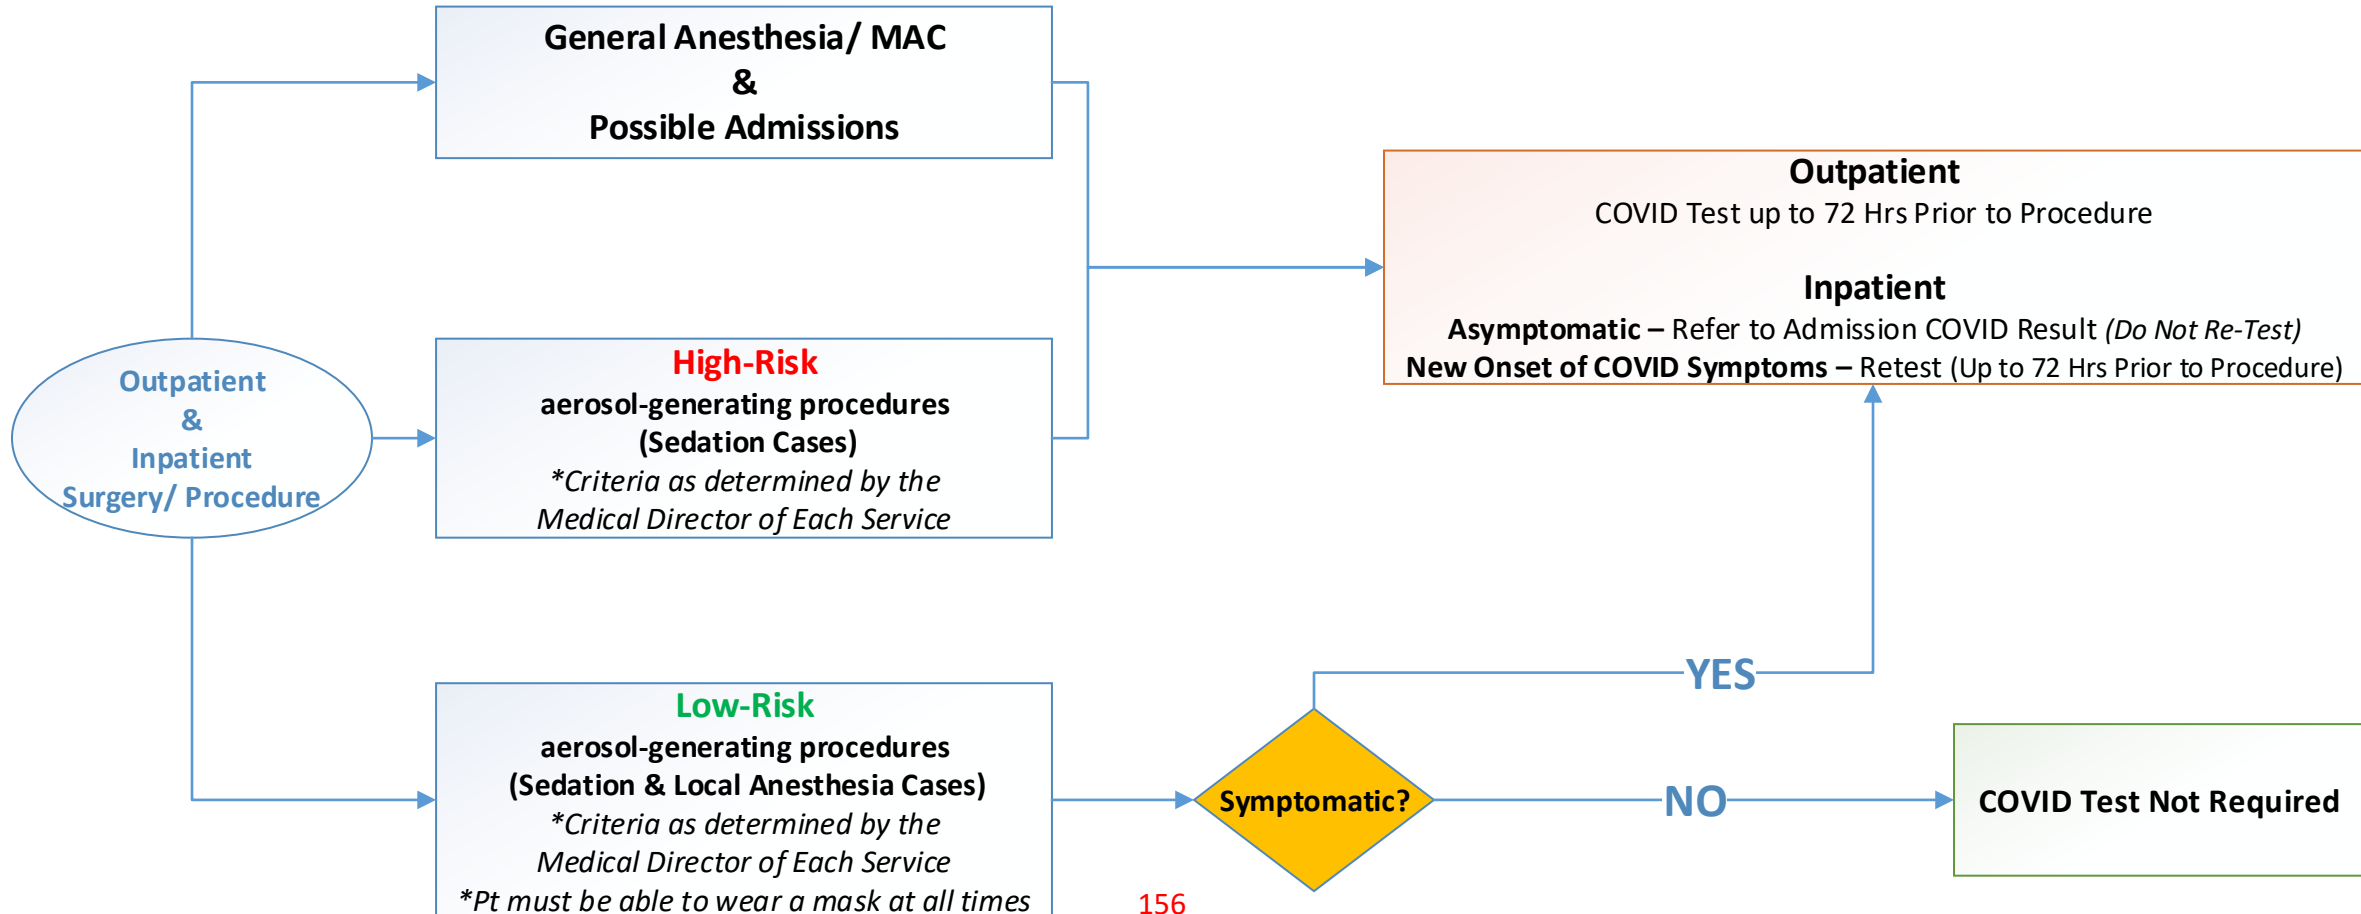 General Anesthesia/ MAC
&
Possible Admissions
Outpatient
COVID Test up to 72 Hrs Prior to Procedure
Inpatient
Asymptomatic – Refer to Admission COVID Result (Do Not Re-Test)
New Onset of COVID Symptoms – Retest (Up to 72 Hrs Prior to Procedure)
Outpatient
&
Inpatient
Surgery/ Procedure
High-Risk
aerosol-generating procedures
(Sedation Cases)
*Criteria as determined by the
Medical Director of Each Service
Low-Risk
aerosol-generating procedures
(Sedation & Local Anesthesia Cases)
*Criteria as determined by the
Medical Director of Each Service
*Pt must be able to wear a mask at all times
Symptomatic?
YES
NO
COVID Test Not Required
156